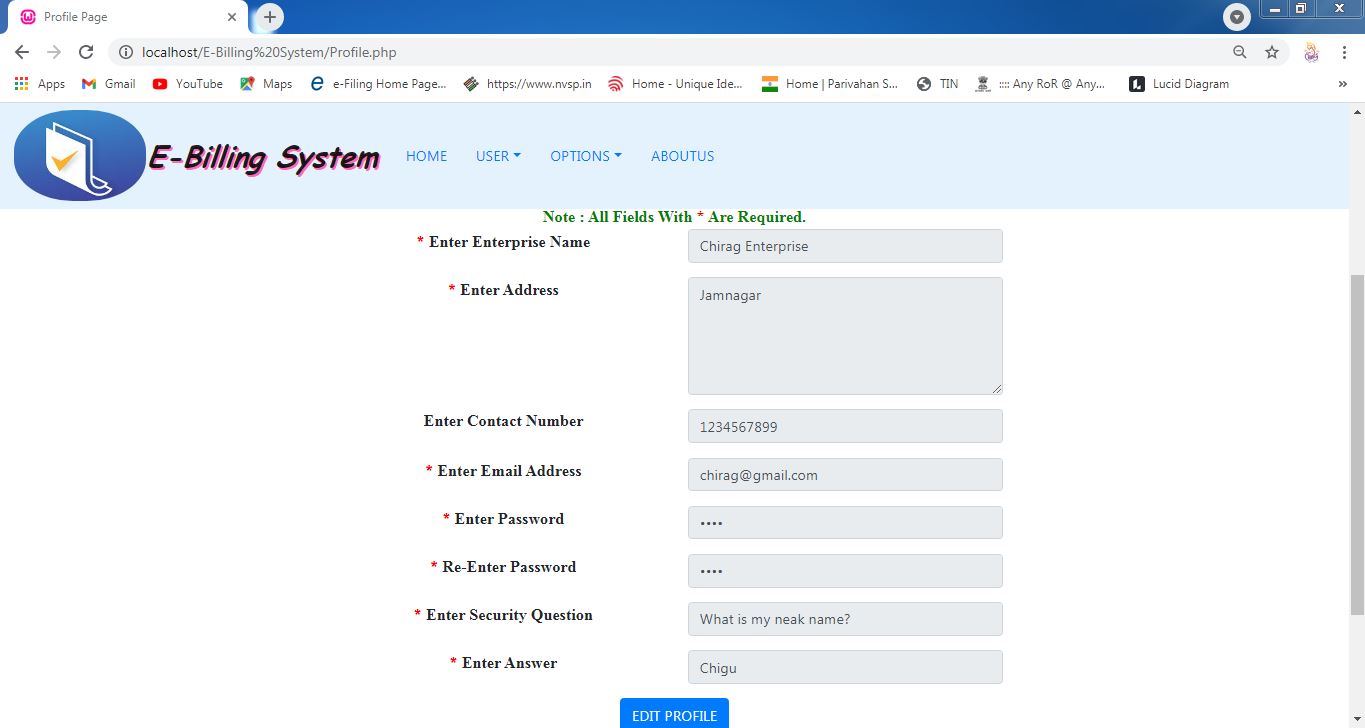 Profile Page
localhost/E-Billing%20System/Profile.php
Apps Gmail YouTube Maps e-Filing Home Page... https://www.nvsp.in Home - Unique Ide... Home | Parivahan S... TIN :::: Any RoR @ Any... Lucid Diagram »
E-Billing System HOME USER OPTIONS ABOUTUS
Note : All Fields With * Are Required.
* Enter Enterprise Name Chirag Enterprise
* Enter Address Jamnagar
Enter Contact Number 1234567899
* Enter Email Address chirag@gmail.com
* Enter Password ••••
* Re-Enter Password ••••
* Enter Security Question What is my neak name?
* Enter Answer Chigu
EDIT PROFILE